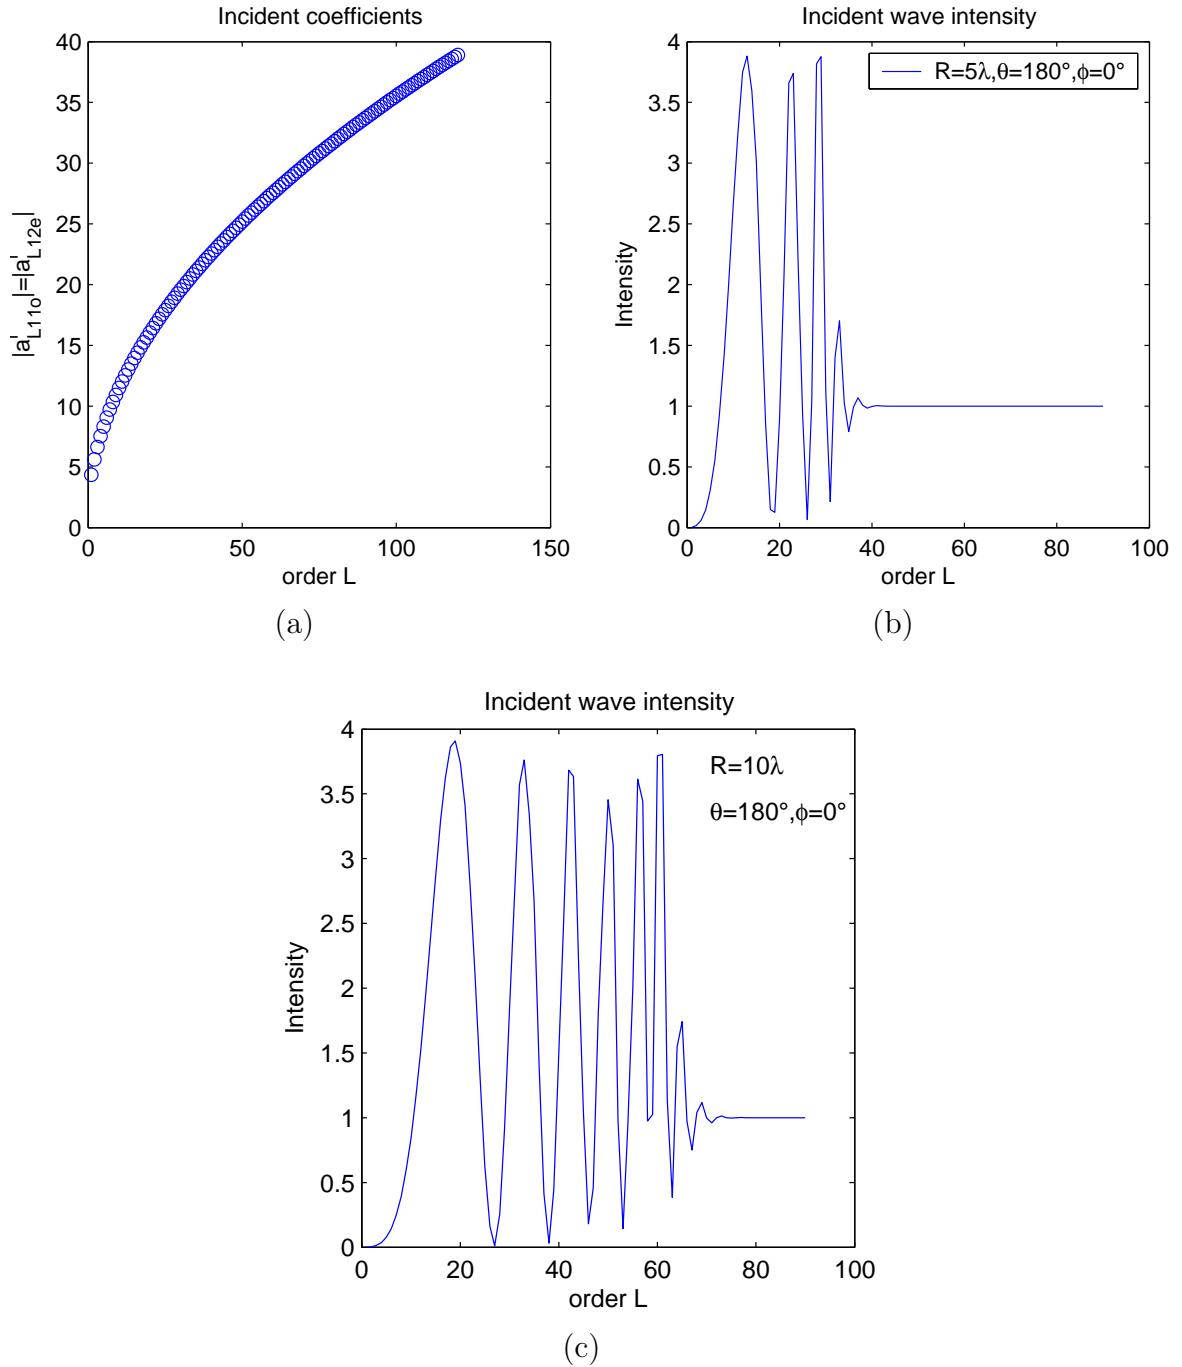 Incident coefficients
|a'L11o|=|a'L12e|
40
35
30
25
20
15
10
5
0
0 50 100 150
order L
(a)
Incident wave intensity
R=5λ,θ=180°,ϕ=0°
Intensity
4
3.5
3
2.5
2
1.5
1
0.5
0
0 20 40 60 80 100
order L
(b)
Incident wave intensity
R=10λ
θ=180°,ϕ=0°
Intensity
4
3.5
3
2.5
2
1.5
1
0.5
0
0 20 40 60 80 100
order L
(c)